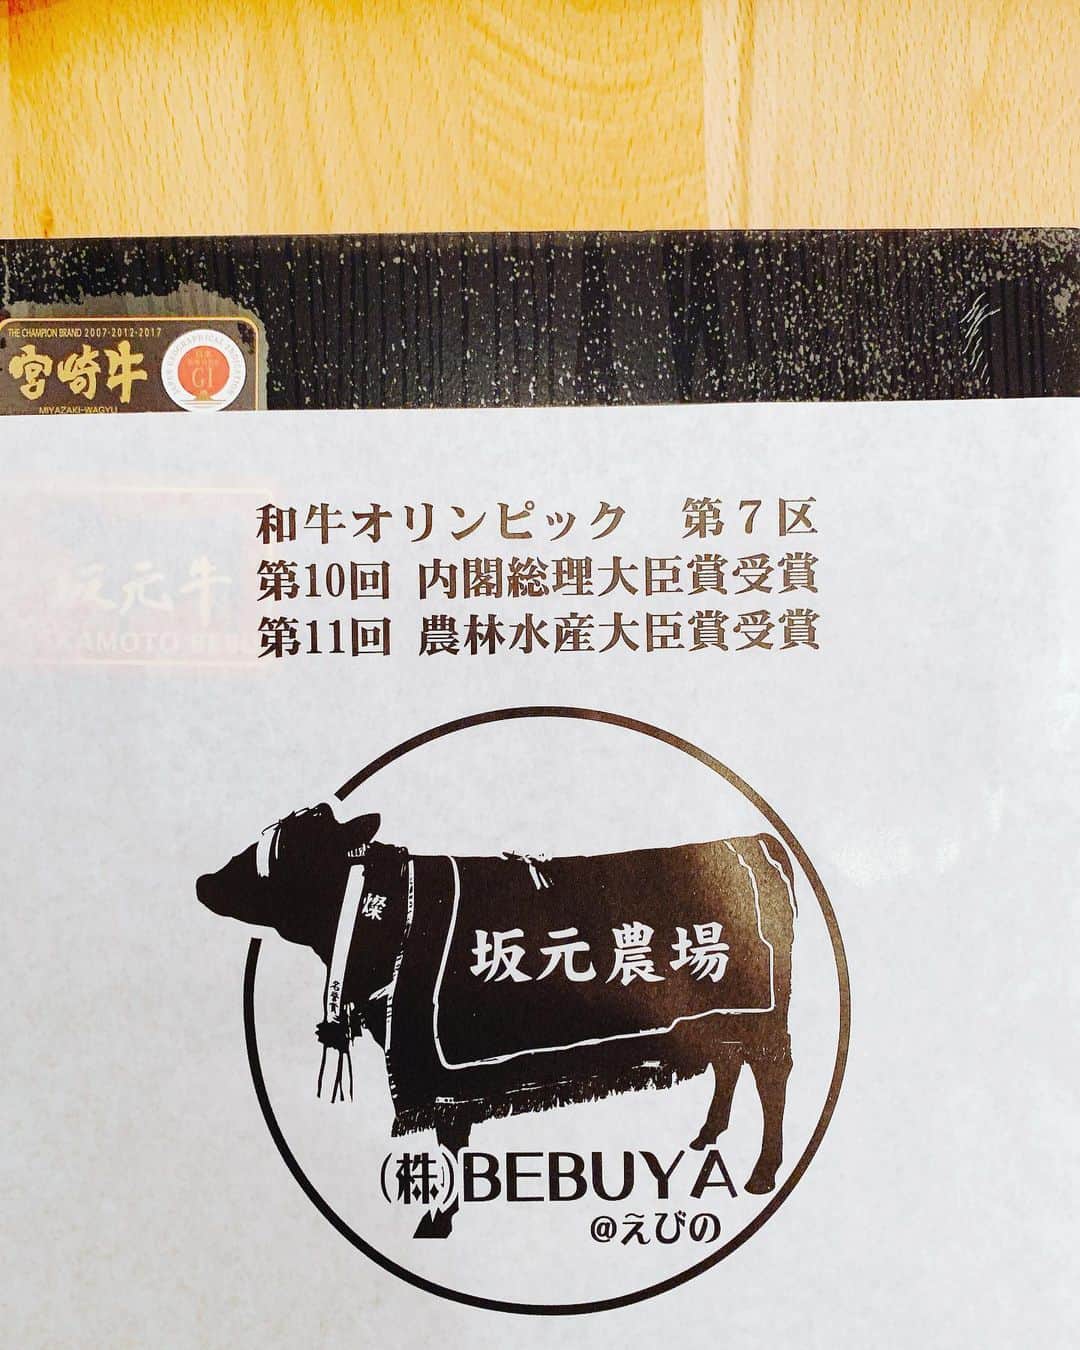 THE CHAMPION BRAND 2007・2012・2017
宮崎牛
GI
MIYAZAKI-WAGYU
和牛オリンピック 第7区
第10回 内閣総理大臣賞受賞
第11回 農林水産大臣賞受賞
坂元牛
燦
坂元農場
名誉賞
(株)BEBUYA
@えびの